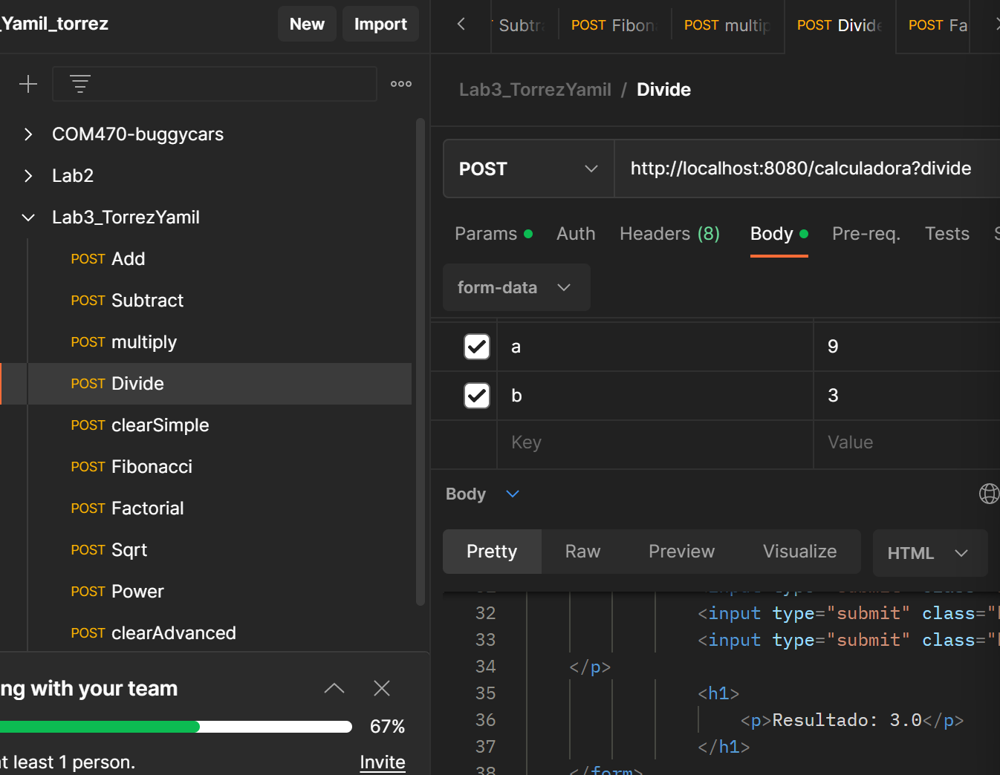 _Yamil_torrez
New
Import
COM470-buggycars
Lab2
Lab3_TorrezYamil
POST Add
POST Subtract
POST multiply
POST Divide
POST clearSimple
POST Fibonacci
POST Factorial
POST Sqrt
POST Power
POST clearAdvanced
ng with your team
67%
at least 1 person.
Invite
Subtr
POST Fibon
POST multip
POST Divide
POST Fa
Lab3_TorrezYamil / Divide
POST
http://localhost:8080/calculadora?divide
Params
Auth
Headers (8)
Body
Pre-req.
Tests
S
form-data
a 9
b 3
Key Value
Body
Pretty
Raw
Preview
Visualize
HTML
32 <input type="submit" class="
33 <input type="submit" class="
34 </p>
35 <h1>
36 <p>Resultado: 3.0</p>
37 </h1>
38 </form>